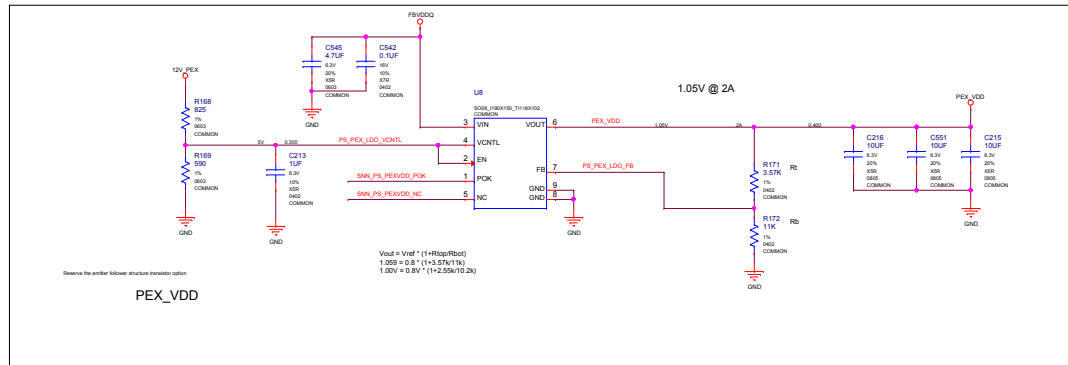 FBVDDQ
C545
4.7UF
6.3V
20%
X5R
0603
COMMON
C542
0.1UF
16V
10%
X7R
0402
COMMON
GND
12V_PEX
R168
825
1%
0603
COMMON
R169
590
1%
0603
COMMON
GND
5V 0.300 PS_PEX_LDO_VCNTL
C213
1UF
6.3V
10%
X5R
0402
COMMON
GND
SNN_PS_PEXVDD_POK
SNN_PS_PEXVDD_NC
U8
SO08_I190X150_TI118X102
COMMON
3 VIN VOUT 6
4 VCNTL
2 EN
FB 7
1 POK
GND 9
5 NC GND 8
GND
1.05V @ 2A
PEX_VDD
1.05V 2A 0.400
PS_PEX_LDO_FB
R171
3.57K
1%
0402
COMMON
Rt
R172
11K
1%
0402
COMMON
Rb
GND
PEX_VDD
C216
10UF
6.3V
20%
X5R
0805
COMMON
C551
10UF
6.3V
20%
X5R
0805
COMMON
C215
10UF
6.3V
20%
X5R
0805
COMMON
GND
Vout = Vref * (1+Rtop/Rbot)
1.059 = 0.8 * (1+3.57k/11k)
1.00V = 0.8V * (1+2.55k/10.2k)
Reserve the emitter follower structure transistor option
PEX_VDD